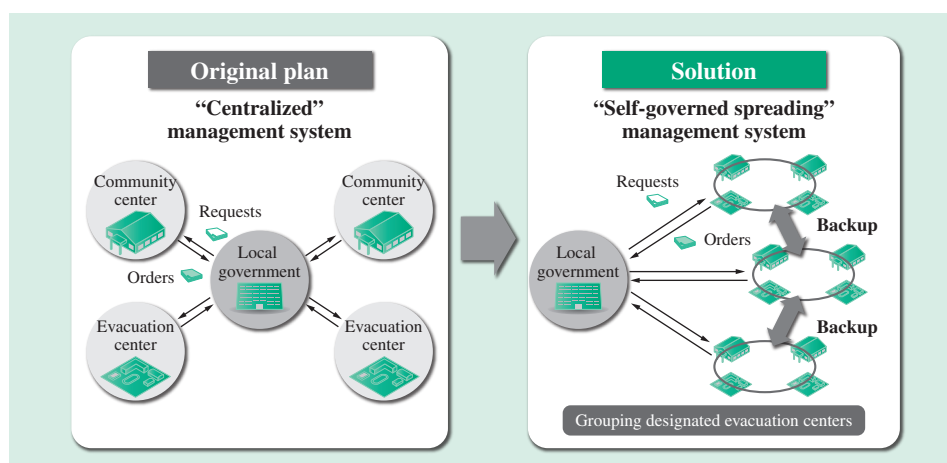 Original plan
“Centralized”
management system
Community
center
Community
center
Requests
Orders
Local
government
Evacuation
center
Evacuation
center
Solution
“Self-governed spreading”
management system
Requests
Orders
Backup
Local
government
Backup
Grouping designated evacuation centers